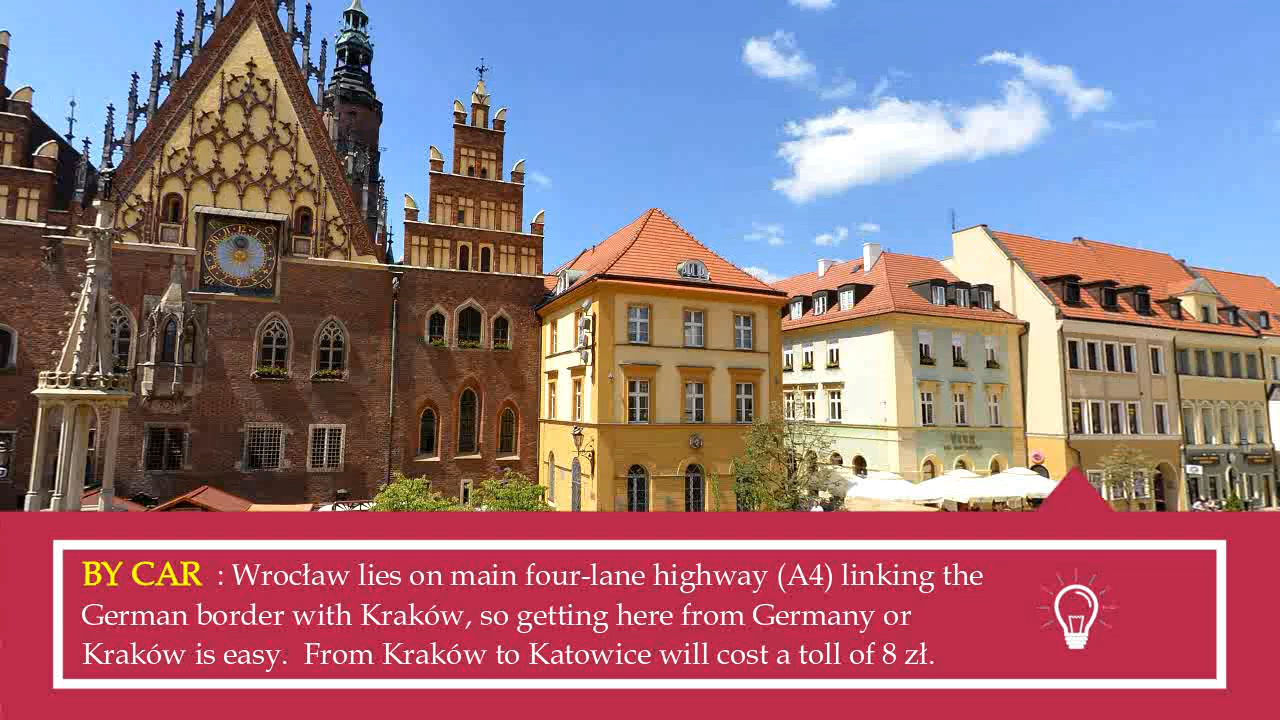 BY CAR : Wrocław lies on main four-lane highway (A4) linking the
German border with Kraków, so getting here from Germany or
Kraków is easy. From Kraków to Katowice will cost a toll of 8 zł.